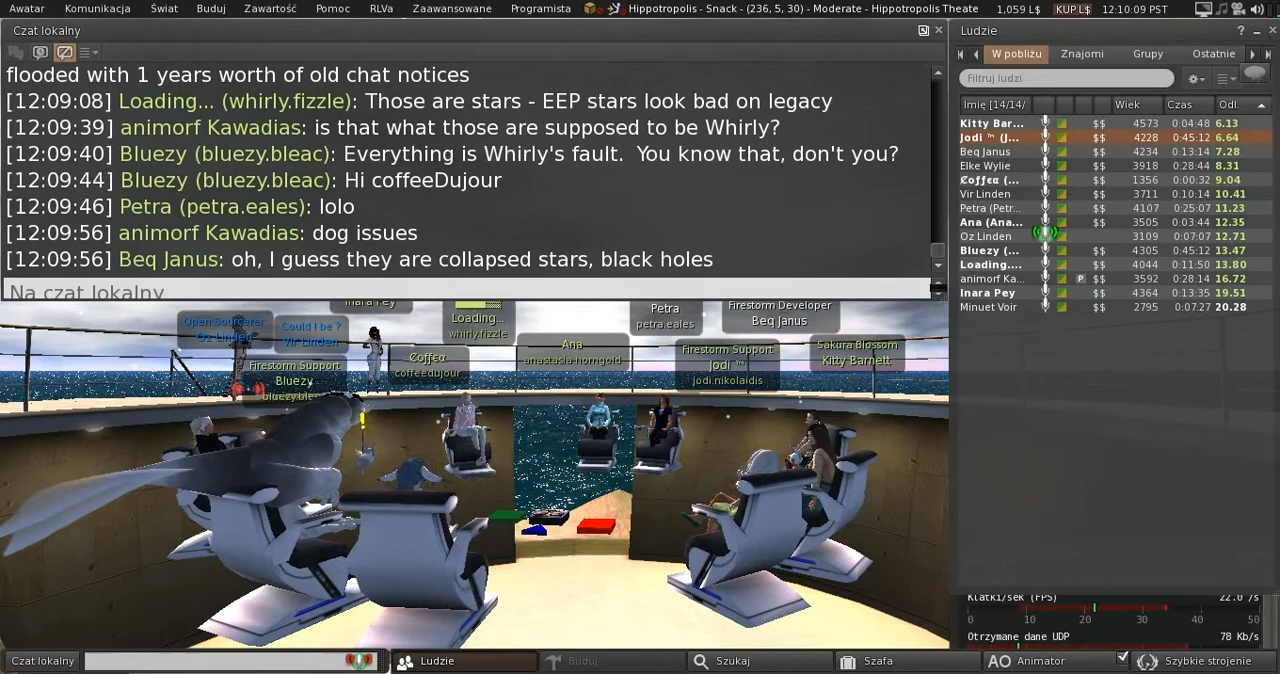 Awatar Komunikacja Świat Buduj Zawartość Pomoc RLVa Zaawansowane Programista Hippotropolis - Snack - (236, 5, 30) - Moderate - Hippotropolis Theate 1,059 L$ KUP L$ 12:10:09 PST
Czat lokalny
flooded with 1 years worth of old chat notices
[12:09:08] Loading... (whirly.fizzle): Those are stars - EEP stars look bad on legacy
[12:09:39] animorf Kawadias: is that what those are supposed to be Whirly?
[12:09:40] Bluezy (bluezy.bleac): Everything is Whirly's fault. You know that, don't you?
[12:09:44] Bluezy (bluezy.bleac): Hi coffeeDujour
[12:09:46] Petra (petra.eales): lolo
[12:09:56] animorf Kawadias: dog issues
[12:09:56] Beq Janus: oh, I guess they are collapsed stars, black holes
Na czat lokalny
Inara Pey
Loading...
whirly.fizzle
Petra
petra.eales
Firestorm Developer
Beq Janus
Open Sourcerer
Oz Linden
Could I be ?
Vir Linden
Firestorm Support
Bluezy
Ꞓσƒƒєα
coffeedujour
Ana
anastasia.horngold
Firestorm Support
Jodi ™
jodi.nikolaidis
Sakura Blossom
Kitty Barnett
Ludzie
W pobliżu Znajomi Grupy Ostatnie
Filtruj ludzi
Imię [14/14/ Wiek Czas Odl.
Kitty Bar... $$ 4573 0:04:48 6.13
Jodi ™ (J... $$ 4228 0:45:12 6.64
Beq Janus $$ 4234 0:13:14 7.28
Elke Wylie $$ 3918 0:28:44 8.31
Ꞓσƒƒєα (... $$ 1356 0:00:32 9.04
Vir Linden $$ 3711 0:10:14 10.41
Petra (Petr... $$ 4107 0:25:07 11.23
Ana (Ana... $$ 3505 0:03:44 12.35
Oz Linden 3109 0:07:07 12.71
Bluezy (... $$ 4305 0:45:12 13.47
Loading.... $$ 4044 0:11:50 13.80
animorf Ka... P $$ 3592 0:28:14 16.72
Inara Pey $$ 4364 0:13:35 19.51
Minuet Voir $$ 2795 0:07:27 20.28
Klatki/sek (FPS) 22.0 /s
0 10 20 30 40 50
Otrzymane dane UDP 78 Kb/s
Czat lokalny Ludzie Buduj Szukaj Szafa AO Animator Szybkie strojenie